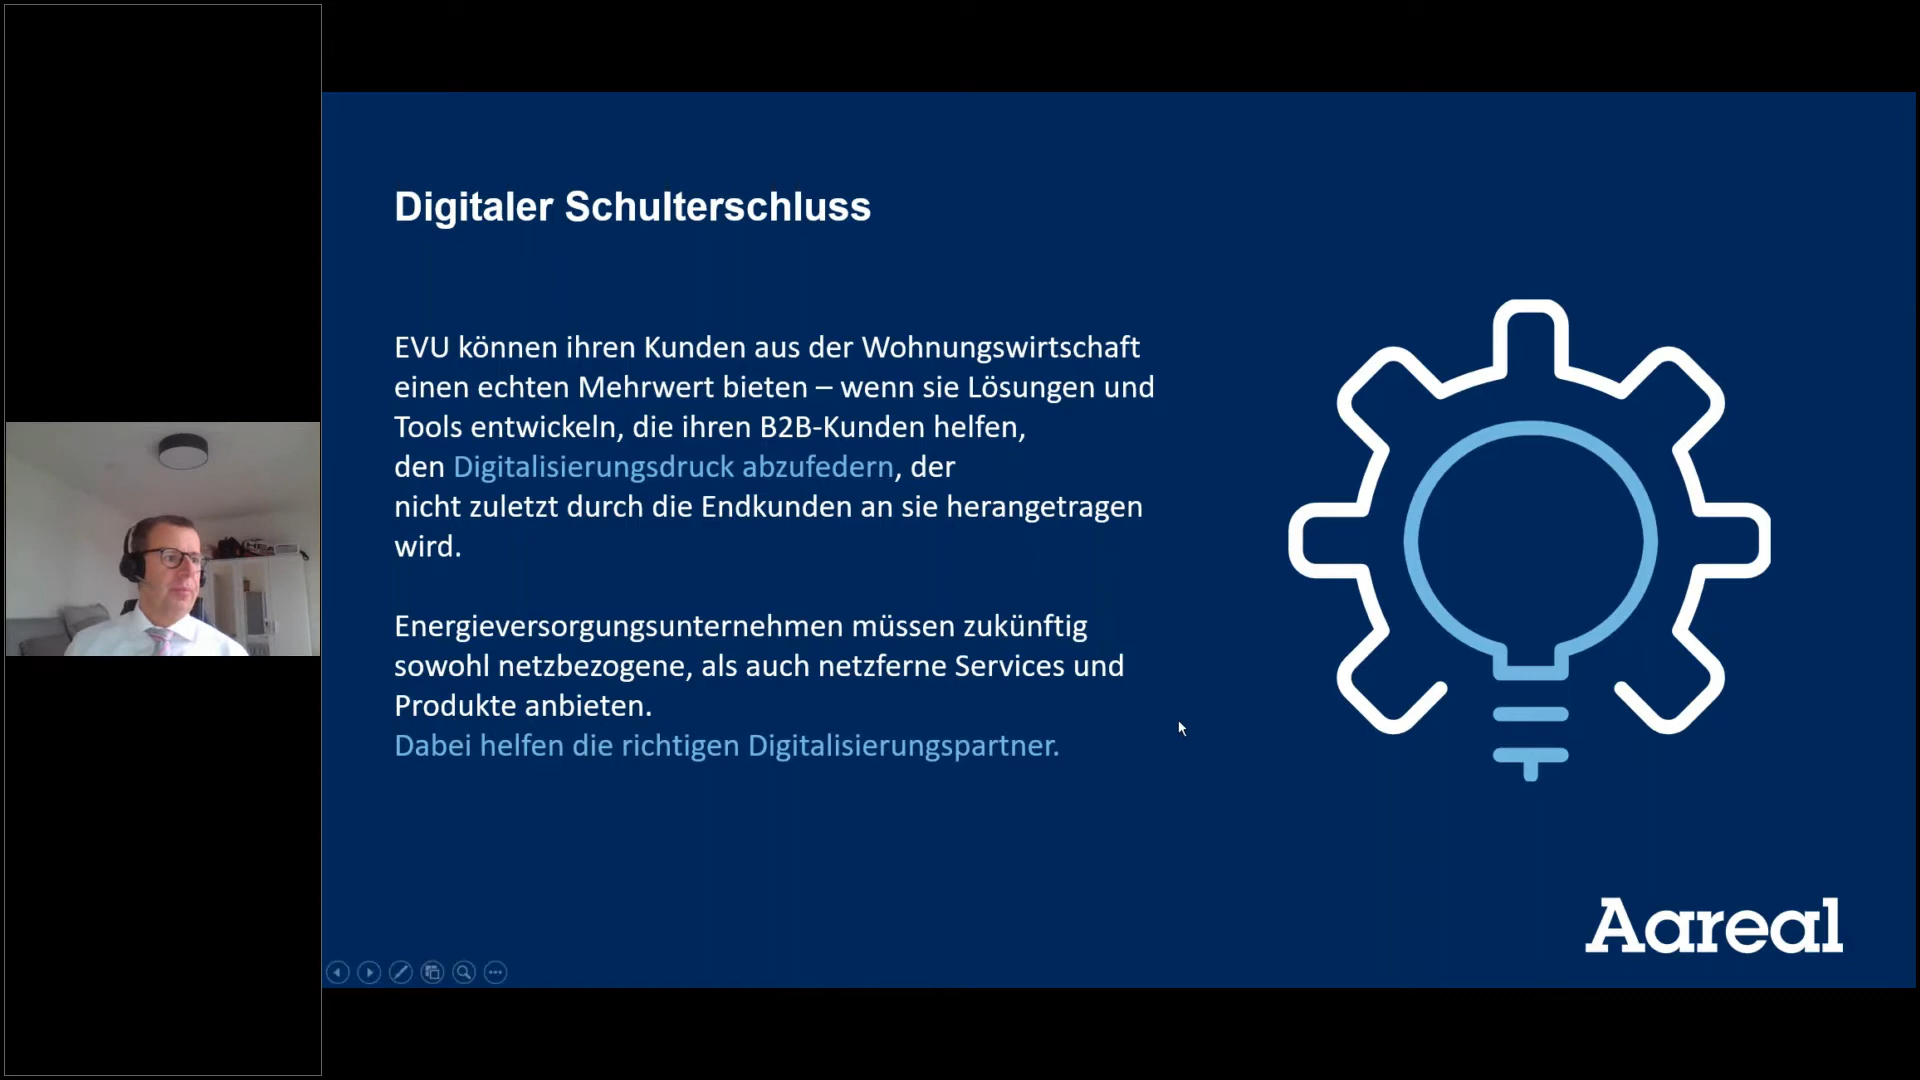 Digitaler Schulterschluss
EVU können ihren Kunden aus der Wohnungswirtschaft
einen echten Mehrwert bieten – wenn sie Lösungen und
Tools entwickeln, die ihren B2B-Kunden helfen,
den Digitalisierungsdruck abzufedern, der
nicht zuletzt durch die Endkunden an sie herangetragen
wird.
Energieversorgungsunternehmen müssen zukünftig
sowohl netzbezogene, als auch netzferne Services und
Produkte anbieten.
Dabei helfen die richtigen Digitalisierungspartner.
Aareal